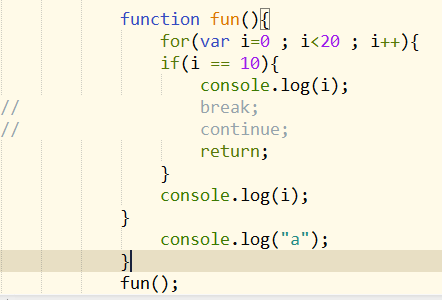 function fun(){
for(var i=0 ; i<20 ; i++){
if(i == 10){
console.log(i);
// break;
// continue;
return;
}
console.log(i);
}
console.log("a");
}
fun();